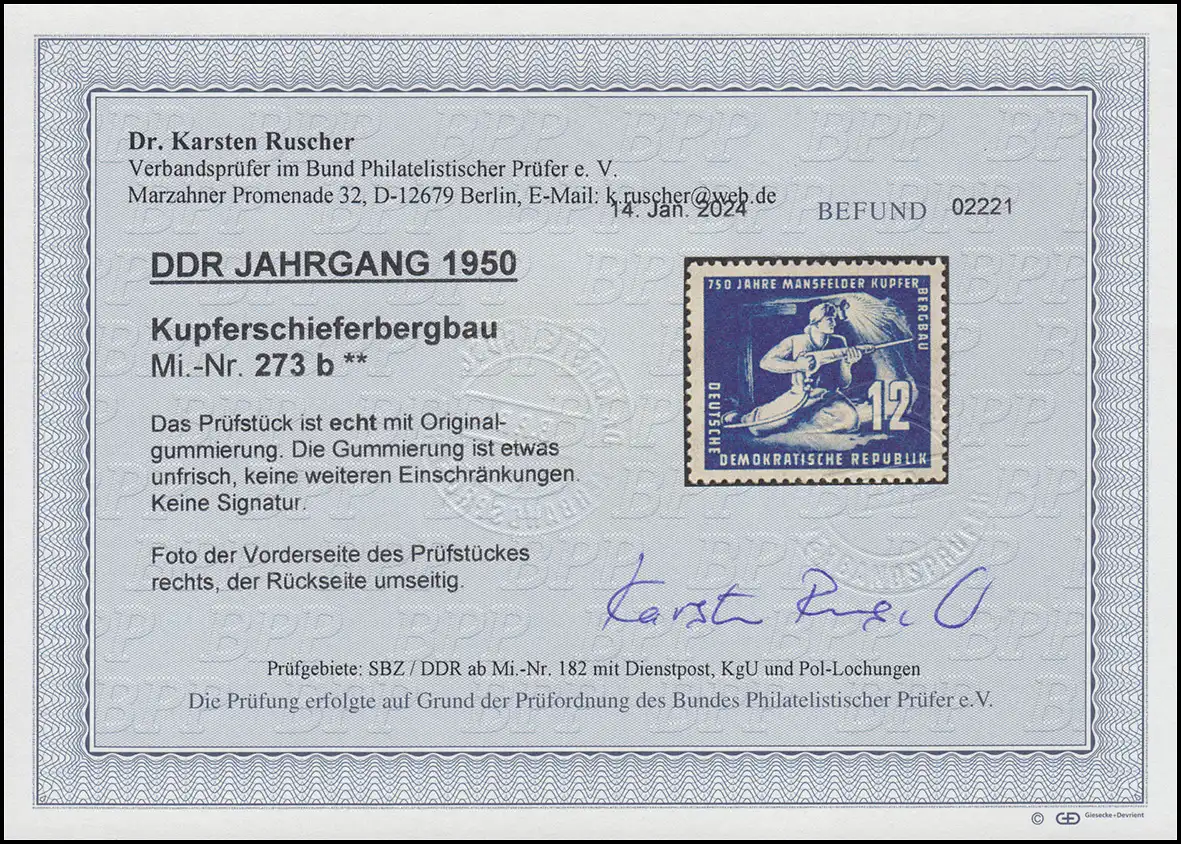 Dr. Karsten Ruscher
Verbandsprüfer im Bund Philatelistischer Prüfer e. V.
Marzahner Promenade 32, D-12679 Berlin, E-Mail: k.ruscher@web.de
14. Jan. 2024
BEFUND 02221
DDR JAHRGANG 1950
Kupferschieferbergbau
Mi.-Nr. 273 b **
Das Prüfstück ist echt mit Original-
gummierung. Die Gummierung ist etwas
unfrisch, keine weiteren Einschränkungen.
Keine Signatur.
Foto der Vorderseite des Prüfstückes
rechts, der Rückseite umseitig.
750 JAHRE MANSFELDER KUPFER
BERGBAU
12
DEUTSCHE
DEMOKRATISCHE REPUBLIK
Karsten Ruscher
Prüfgebiete: SBZ / DDR ab Mi.-Nr. 182 mit Dienstpost, KgU und Pol-Lochungen
Die Prüfung erfolgte auf Grund der Prüfordnung des Bundes Philatelistischer Prüfer e.V.
© GD Giesecke+Devrient